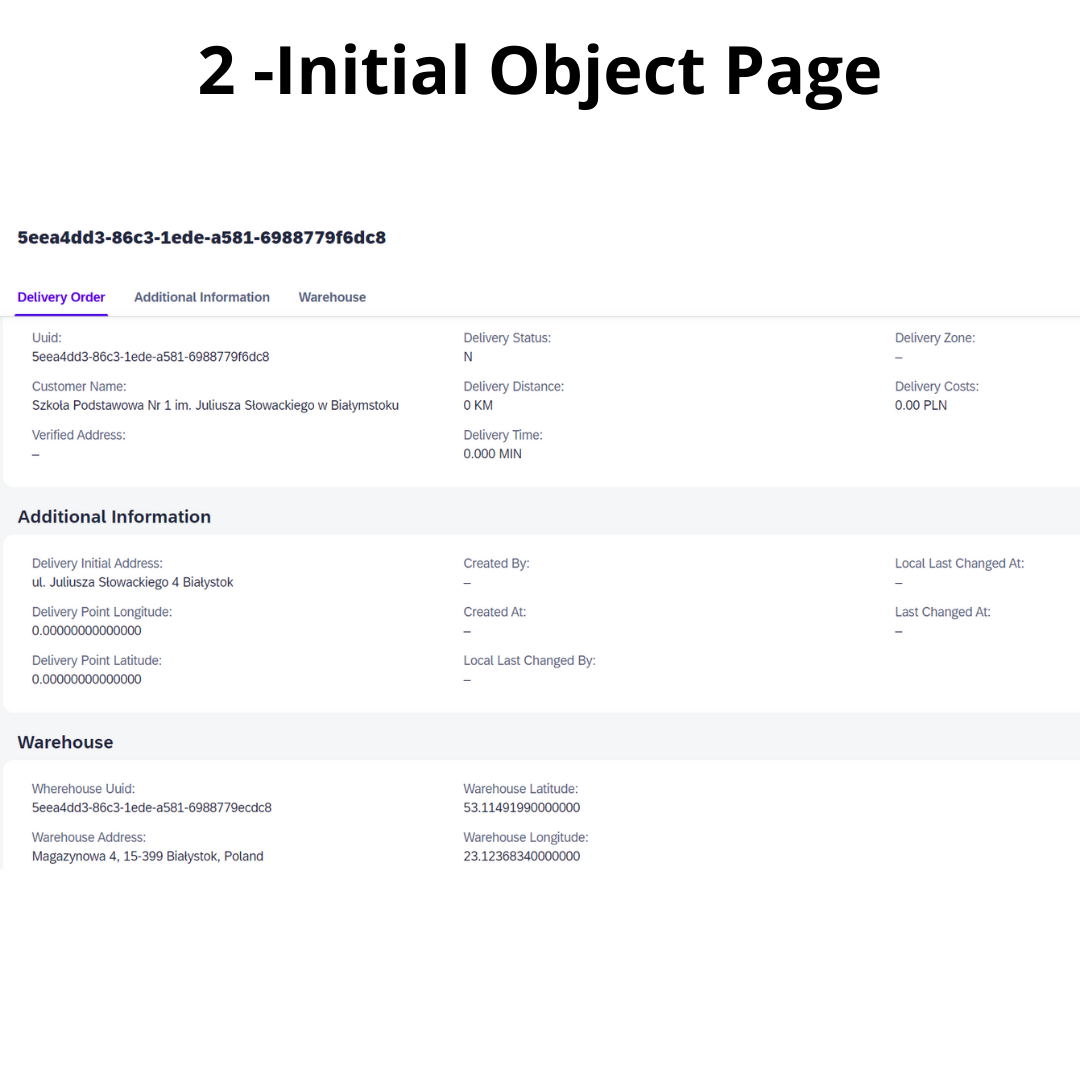 2 -Initial Object Page
5eea4dd3-86c3-1ede-a581-6988779f6dc8
Delivery Order Additional Information Warehouse
Uuid: Delivery Status: Delivery Zone:
5eea4dd3-86c3-1ede-a581-6988779f6dc8 N –
Customer Name: Delivery Distance: Delivery Costs:
Szkoła Podstawowa Nr 1 im. Juliusza Słowackiego w Białymstoku 0 KM 0.00 PLN
Verified Address: Delivery Time:
– 0.000 MIN
Additional Information
Delivery Initial Address: Created By: Local Last Changed At:
ul. Juliusza Słowackiego 4 Białystok – –
Delivery Point Longitude: Created At: Last Changed At:
0.00000000000000 – –
Delivery Point Latitude: Local Last Changed By:
0.00000000000000 –
Warehouse
Wherehouse Uuid: Warehouse Latitude:
5eea4dd3-86c3-1ede-a581-6988779ecdc8 53.11491990000000
Warehouse Address: Warehouse Longitude:
Magazynowa 4, 15-399 Białystok, Poland 23.12368340000000